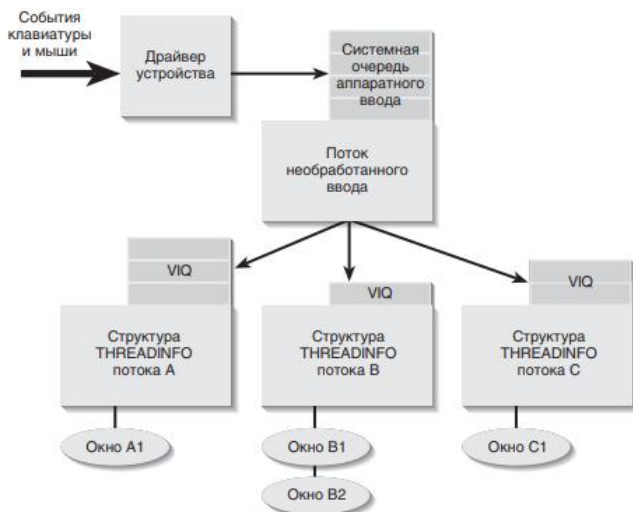 События
клавиатуры
и мыши
Драйвер
устройства
Системная
очередь
аппаратного
ввода
Поток
необработанного
ввода
VIQ
VIQ
VIQ
Структура
THREADINFO
потока A
Структура
THREADINFO
потока B
Структура
THREADINFO
потока C
Окно A1
Окно B1
Окно C1
Окно B2